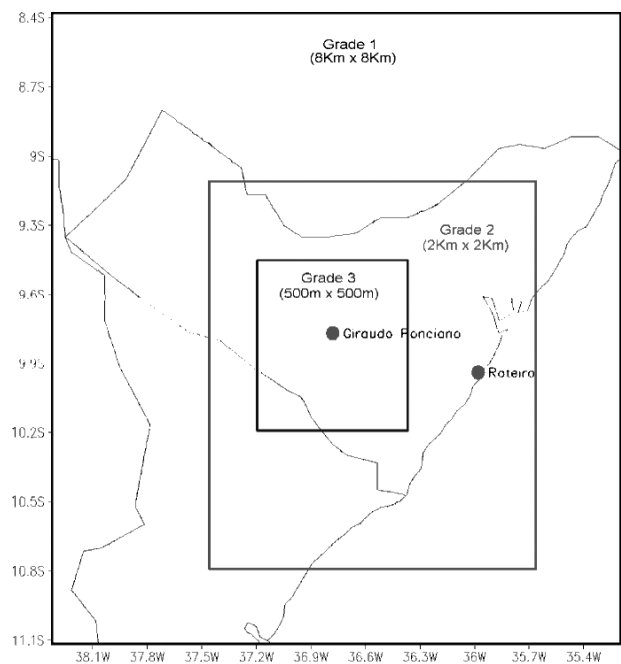 8.4S
Grade 1
(8Km x 8Km)
8.7S
9S
9.3S
Grade 2
(2Km x 2Km)
Grade 3
(500m x 500m)
9.6S
Giraudo Ponciano
9.9S
Roteiro
10.2S
10.5S
10.8S
11.1S
38.1W 37.8W 37.5W 37.2W 36.9W 36.6W 36.3W 36W 35.7W 35.4W